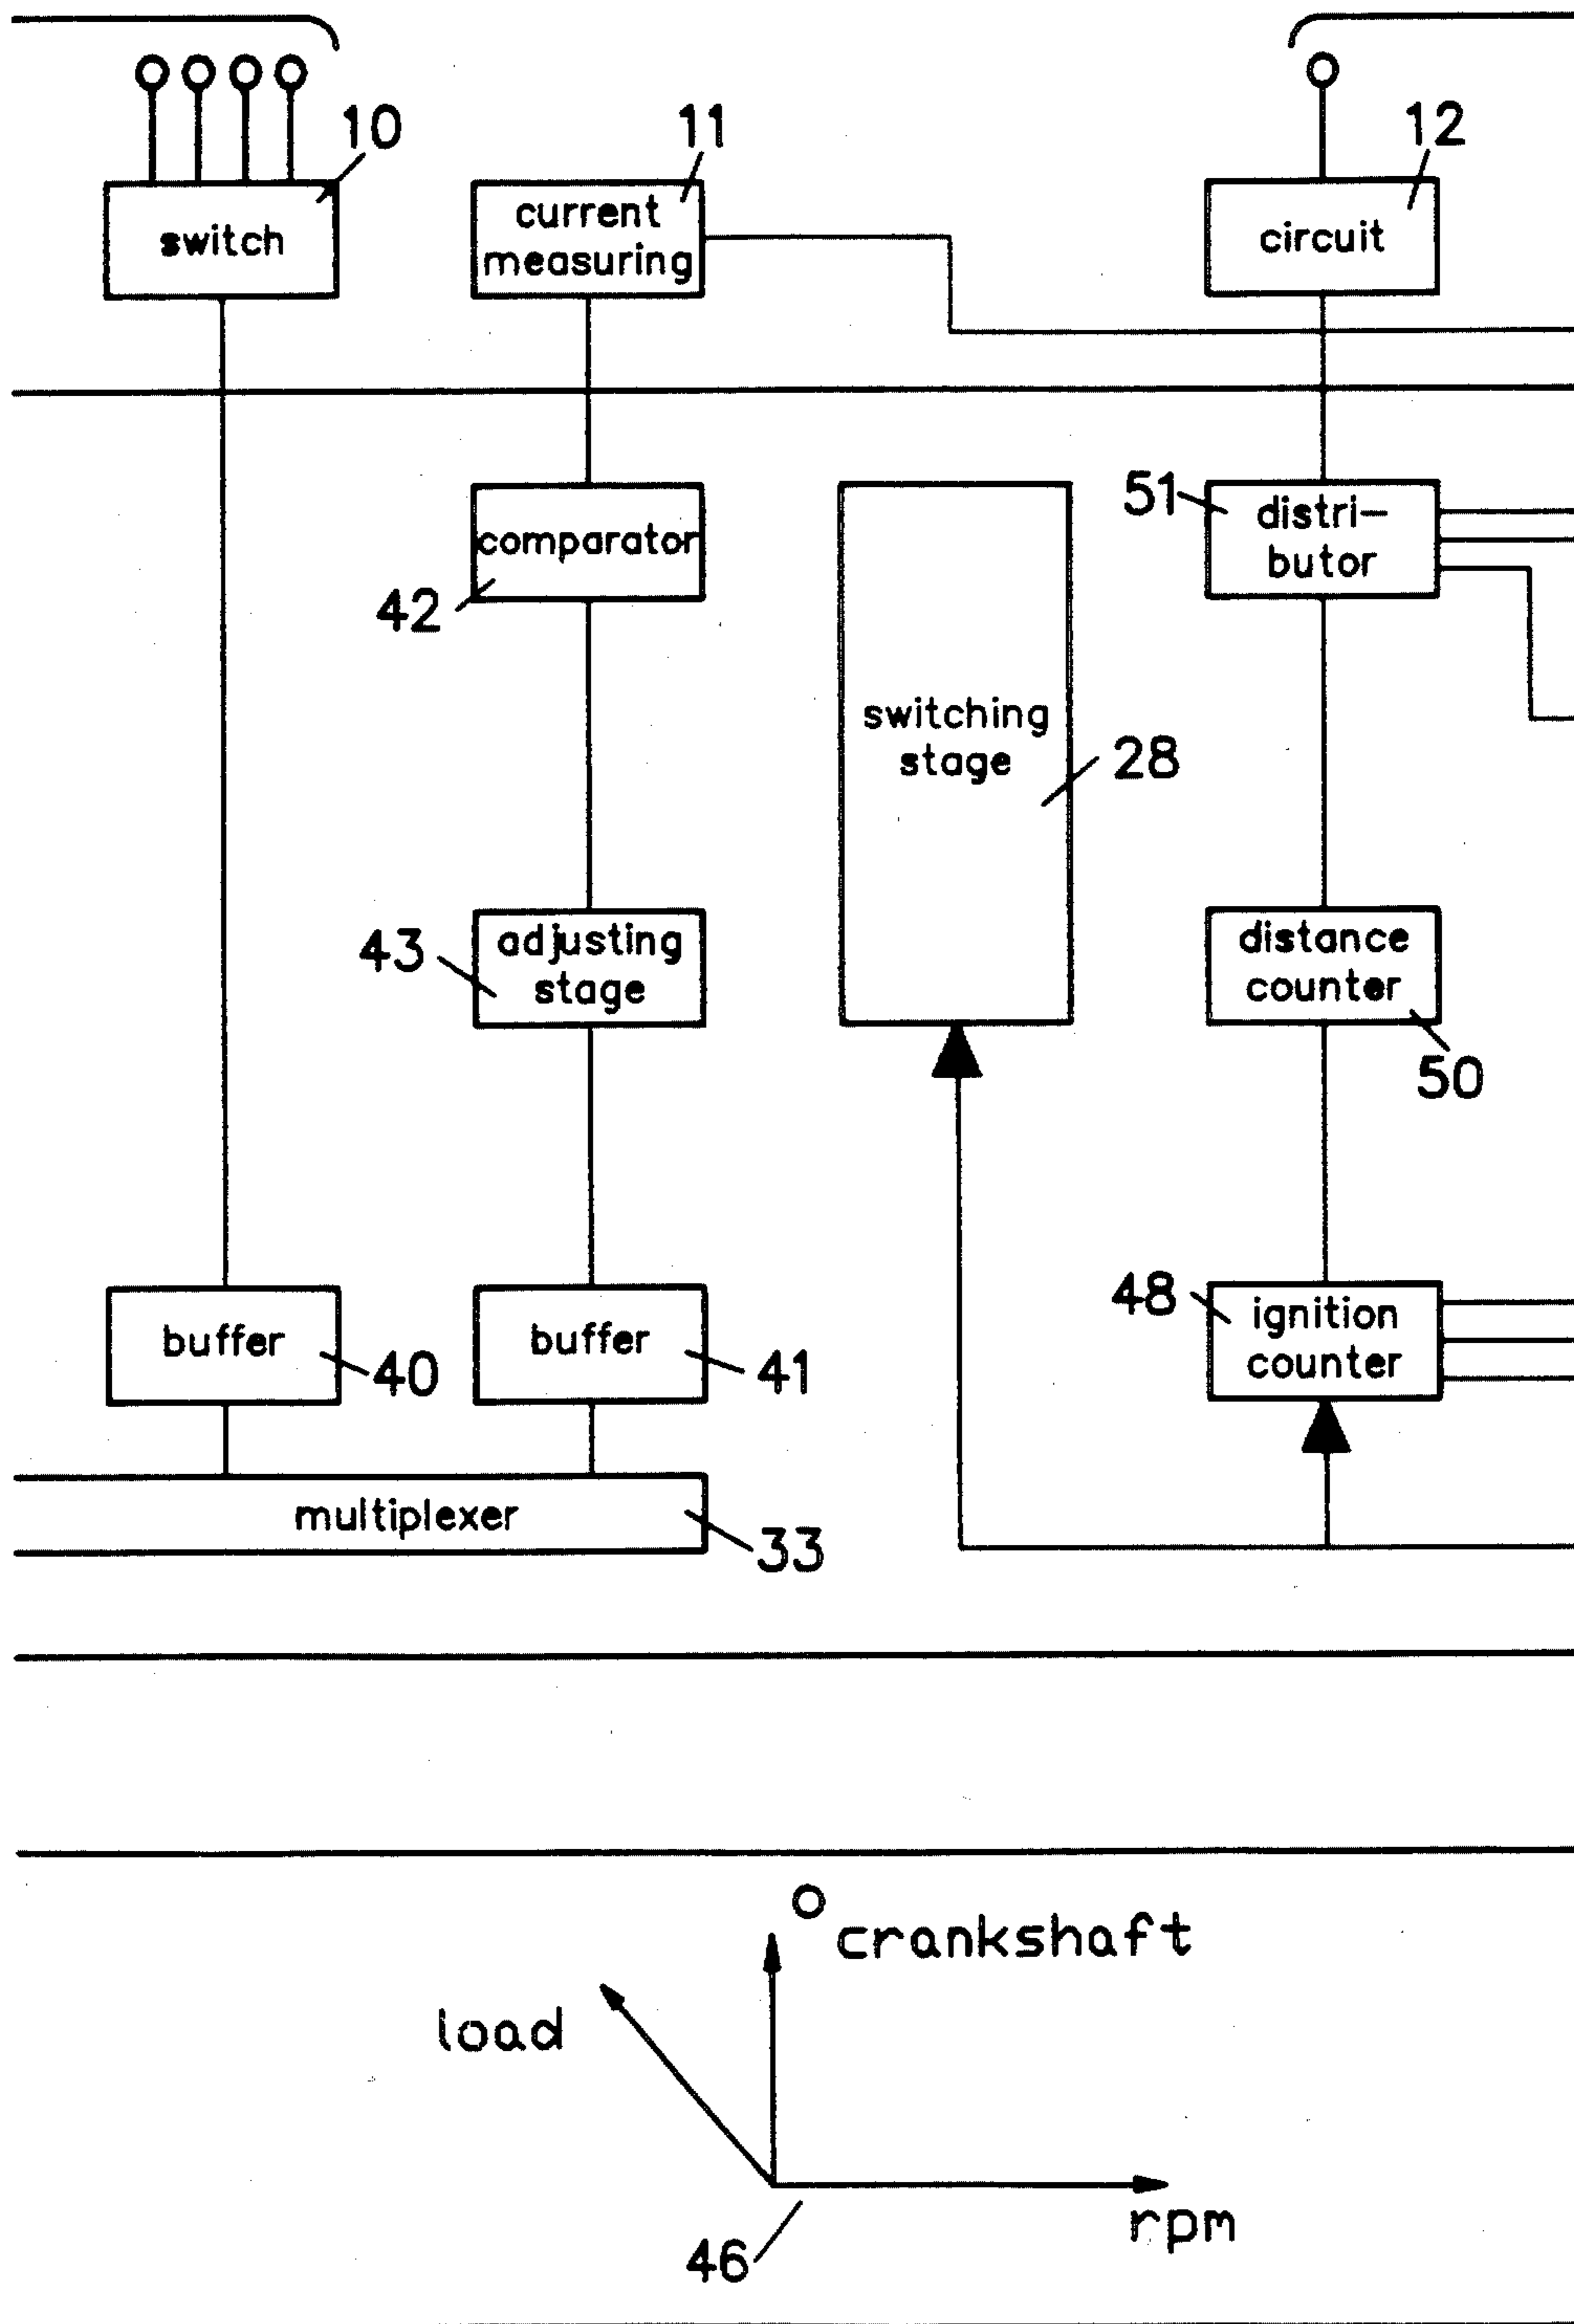 10
11
12
switch
current
measuring
circuit
51
distri-
butor
comparator
42
switching
stage
28
43
adjusting
stage
distance
counter
50
48
ignition
counter
buffer
40
buffer
41
multiplexer
33
° crankshaft
load
rpm
46